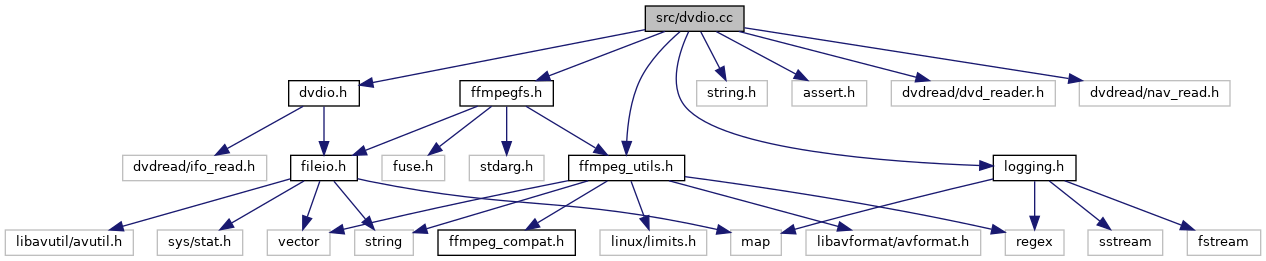 src/dvdio.cc
dvdio.h
ffmpegfs.h
string.h
assert.h
dvdread/dvd_reader.h
dvdread/nav_read.h
dvdread/ifo_read.h
fileio.h
fuse.h
stdarg.h
ffmpeg_utils.h
logging.h
libavutil/avutil.h
sys/stat.h
vector
string
ffmpeg_compat.h
linux/limits.h
map
libavformat/avformat.h
regex
sstream
fstream